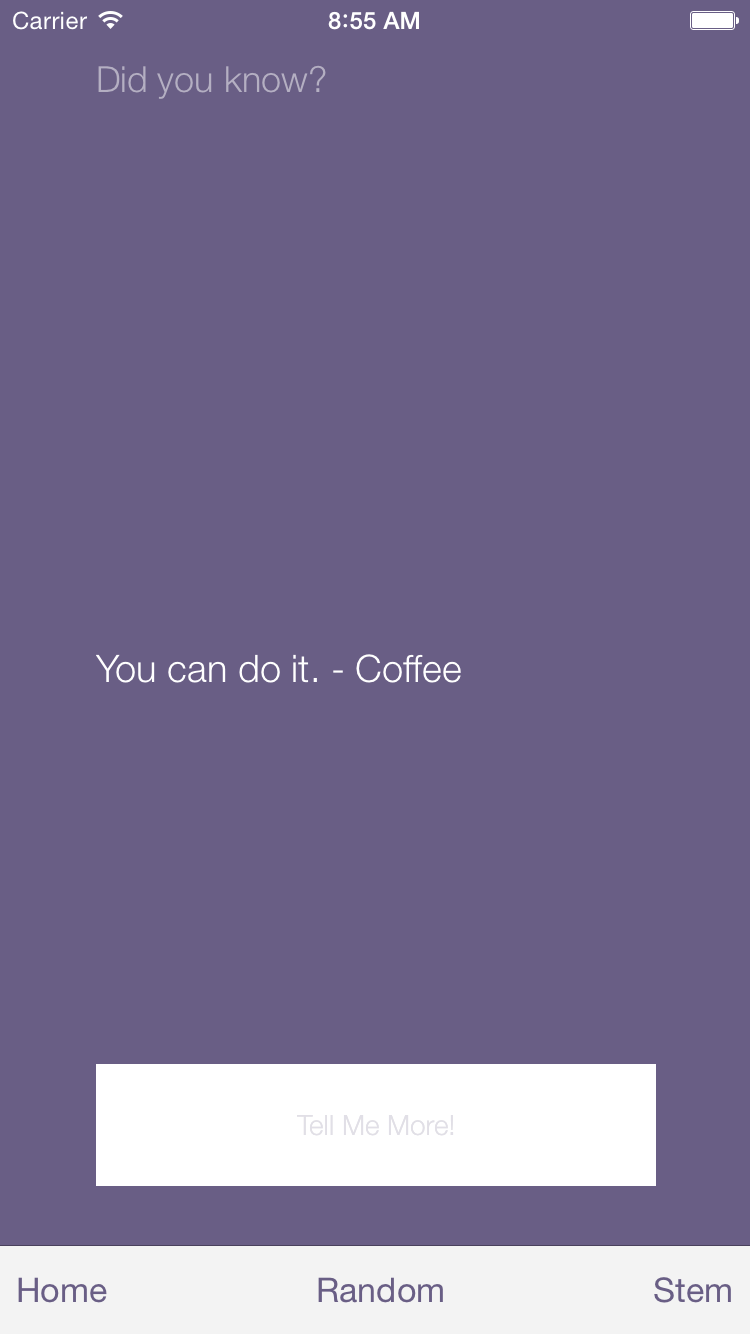 Carrier 8:55 AM
Did you know?
You can do it. - Coffee
Tell Me More!
Home Random Stem